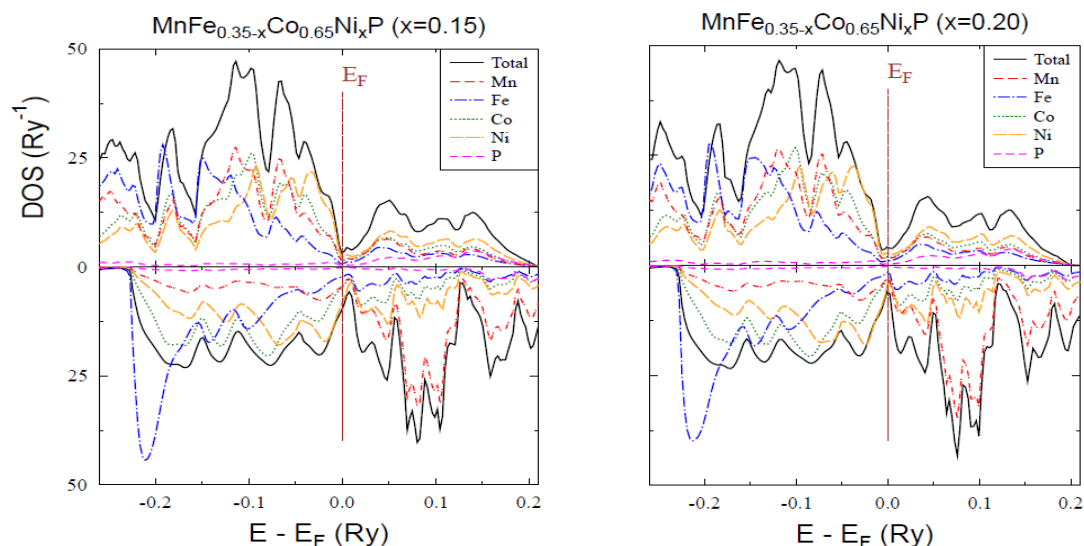 MnFe0.35-xCo0.65NixP (x=0.15)
50
25
0
25
50
DOS (Ry-1)
EF
Total
Mn
Fe
Co
Ni
P
-0.2 -0.1 0.0 0.1 0.2
E - EF (Ry)
MnFe0.35-xCo0.65NixP (x=0.20)
EF
Total
Mn
Fe
Co
Ni
P
-0.2 -0.1 0.0 0.1 0.2
E - EF (Ry)